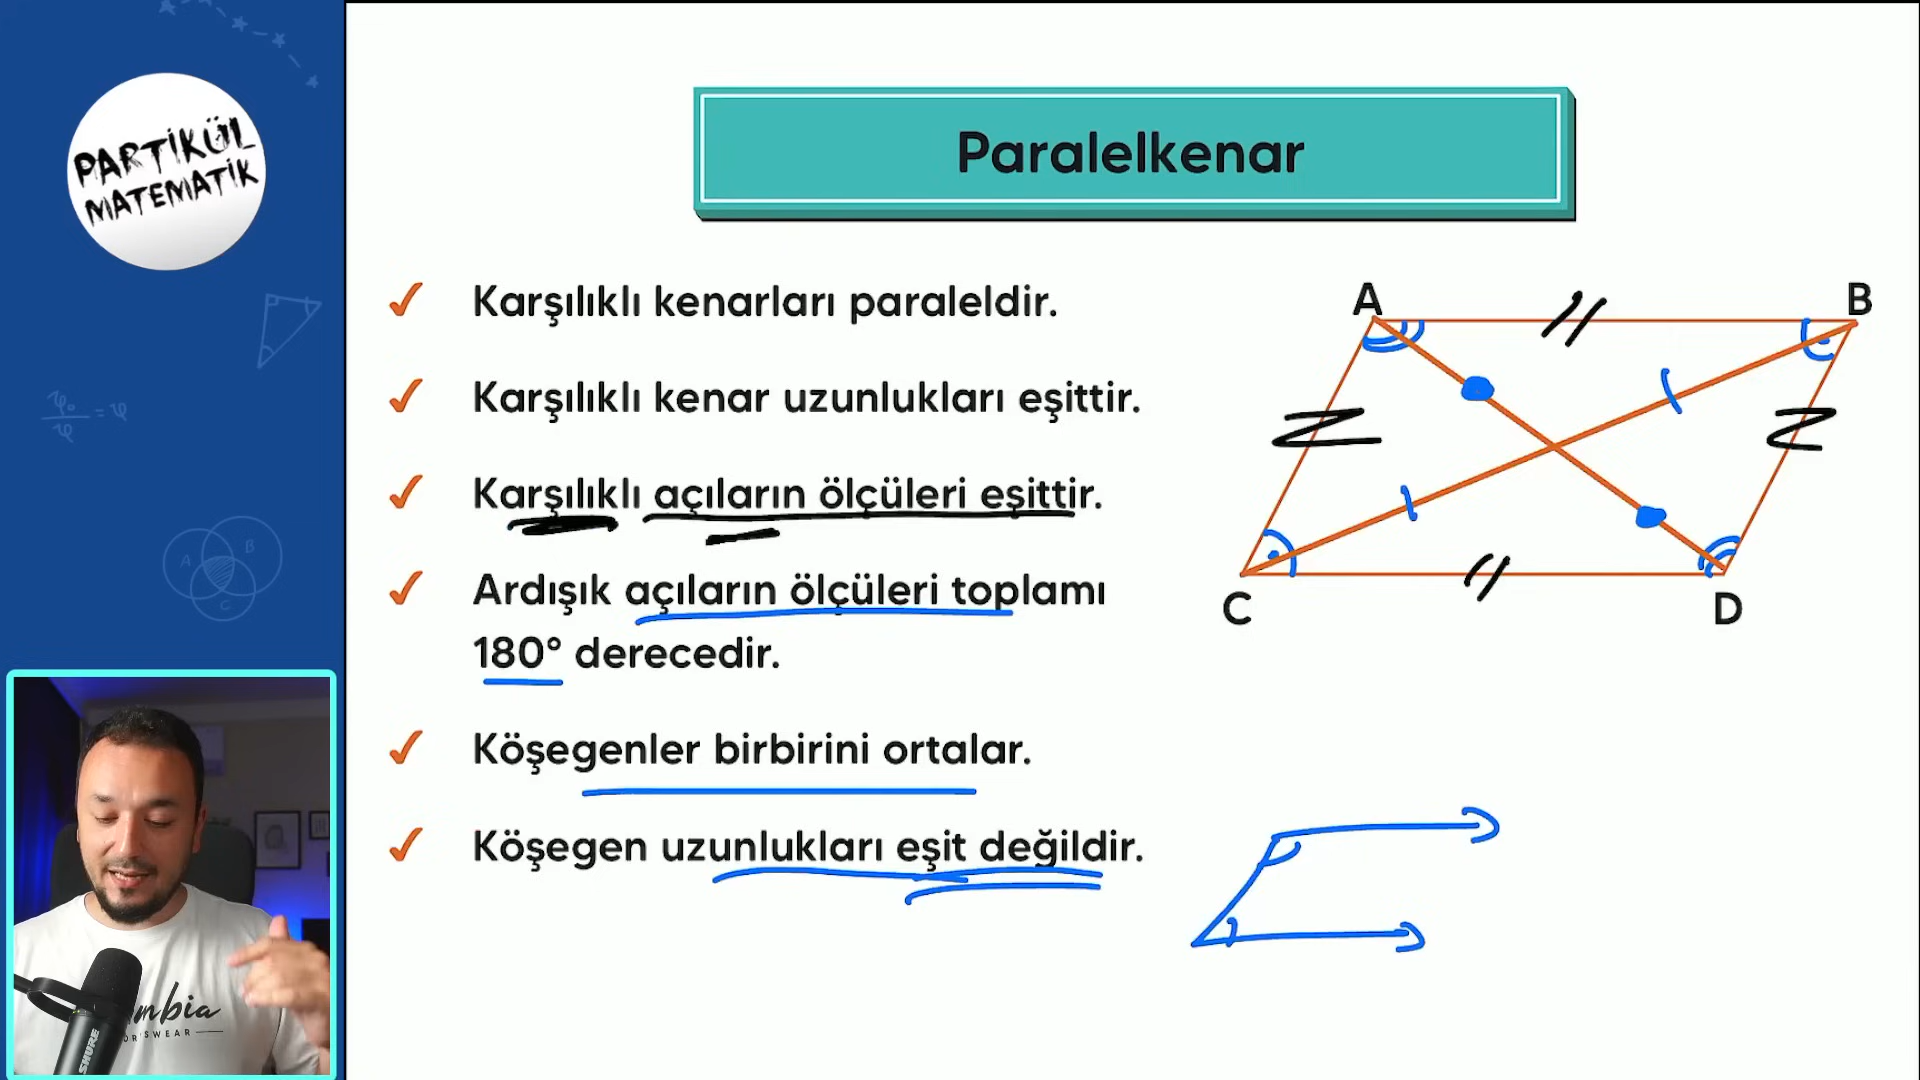 PARTİKÜL
MATEMATİK
Paralelkenar
Karşılıklı kenarları paraleldir.
Karşılıklı kenar uzunlukları eşittir.
Karşılıklı açıların ölçüleri eşittir.
Ardışık açıların ölçüleri toplamı
180° derecedir.
Köşegenler birbirini ortalar.
Köşegen uzunlukları eşit değildir.
A
B
C
D
A
B
C
SHURE